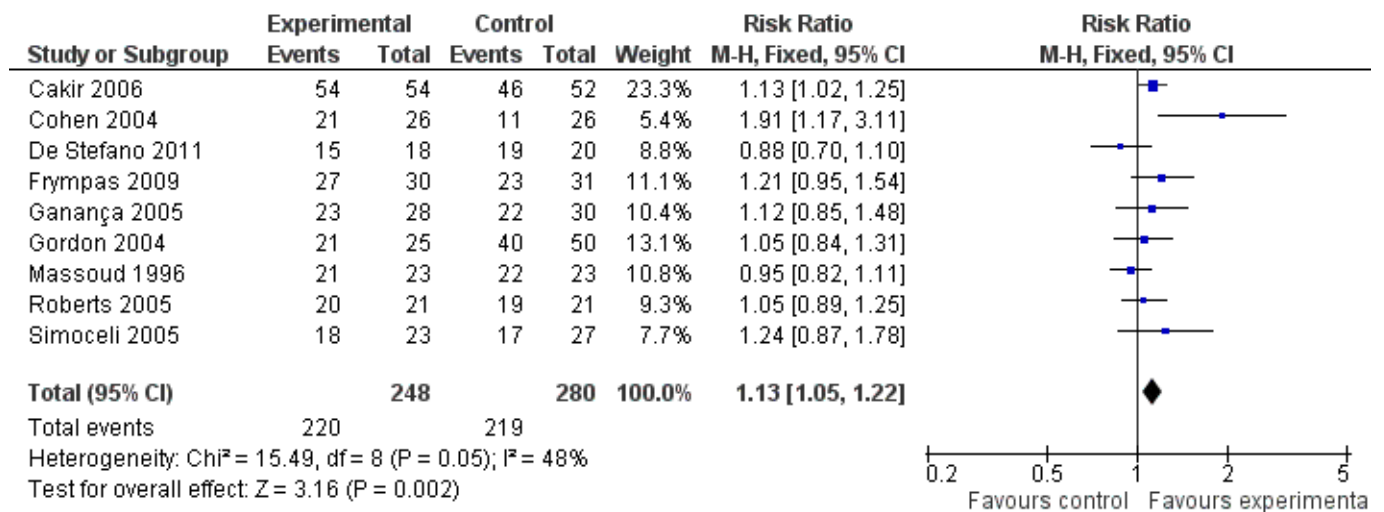 Experimental Control Risk Ratio Risk Ratio
Study or Subgroup Events Total Events Total Weight M-H, Fixed, 95% CI M-H, Fixed, 95% CI
Cakir 2006 54 54 46 52 23.3% 1.13 [1.02, 1.25]
Cohen 2004 21 26 11 26 5.4% 1.91 [1.17, 3.11]
De Stefano 2011 15 18 19 20 8.8% 0.88 [0.70, 1.10]
Frympas 2009 27 30 23 31 11.1% 1.21 [0.95, 1.54]
Ganança 2005 23 28 22 30 10.4% 1.12 [0.85, 1.48]
Gordon 2004 21 25 40 50 13.1% 1.05 [0.84, 1.31]
Massoud 1996 21 23 22 23 10.8% 0.95 [0.82, 1.11]
Roberts 2005 20 21 19 21 9.3% 1.05 [0.89, 1.25]
Simoceli 2005 18 23 17 27 7.7% 1.24 [0.87, 1.78]
Total (95% CI) 248 280 100.0% 1.13 [1.05, 1.22]
Total events 220 219
Heterogeneity: Chi² = 15.49, df = 8 (P = 0.05); I² = 48%
Test for overall effect: Z = 3.16 (P = 0.002)
0.2 0.5 1 2 5
Favours control Favours experimenta